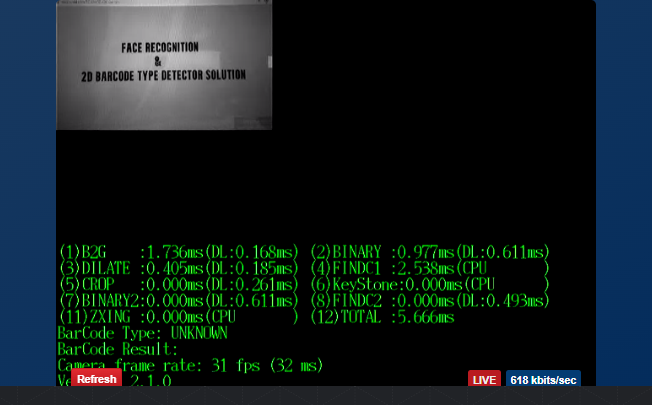 FACE RECOGNITION
&
2D BARCODE TYPE DETECTOR SOLUTION
(1)B2G :1.736ms(DL:0.168ms) (2)BINARY :0.977ms(DL:0.611ms)
(3)DILATE :0.405ms(DL:0.185ms) (4)FINDC1 :2.538ms(CPU )
(5)CROP :0.000ms(DL:0.261ms) (6)KeyStone:0.000ms(CPU )
(7)BINARY2:0.000ms(DL:0.611ms) (8)FINDC2 :0.000ms(DL:0.493ms)
(11)ZXING :0.000ms(CPU ) (12)TOTAL :5.666ms
BarCode Type: UNKNOWN
BarCode Result:
Camera frame rate: 31 fps (32 ms)
2.1.0
Refresh
LIVE
618 kbits/sec